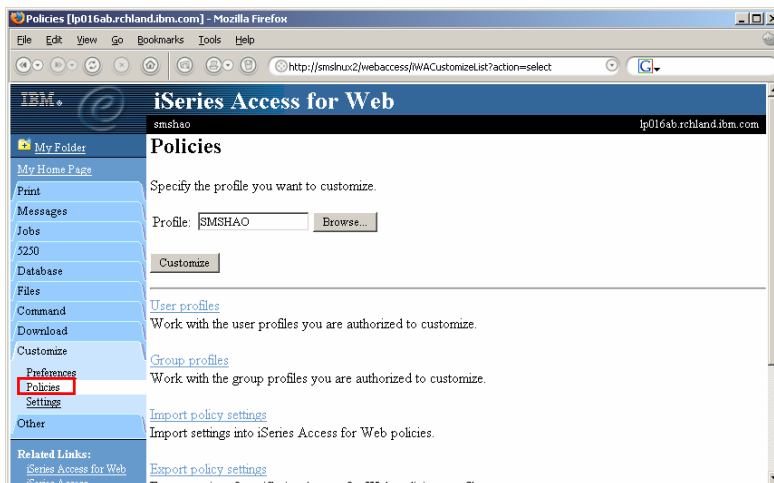 Policies [lp016ab.rchland.ibm.com] - Mozilla Firefox
File Edit View Go Bookmarks Tools Help
http://smslnux2/webaccess/iWACustomizeList?action=select
G
IBM.
iSeries Access for Web
smshao lp016ab.rchland.ibm.com
My Folder
My Home Page
Print
Messages
Jobs
5250
Database
Files
Command
Download
Customize
Preferences
Policies
Settings
Other
Related Links:
iSeries Access for Web
iSeries Access
Policies
Specify the profile you want to customize.
Profile: SMSHAO Browse...
Customize
User profiles
Work with the user profiles you are authorized to customize.
Group profiles
Work with the group profiles you are authorized to customize.
Import policy settings
Import settings into iSeries Access for Web policies.
Export policy settings